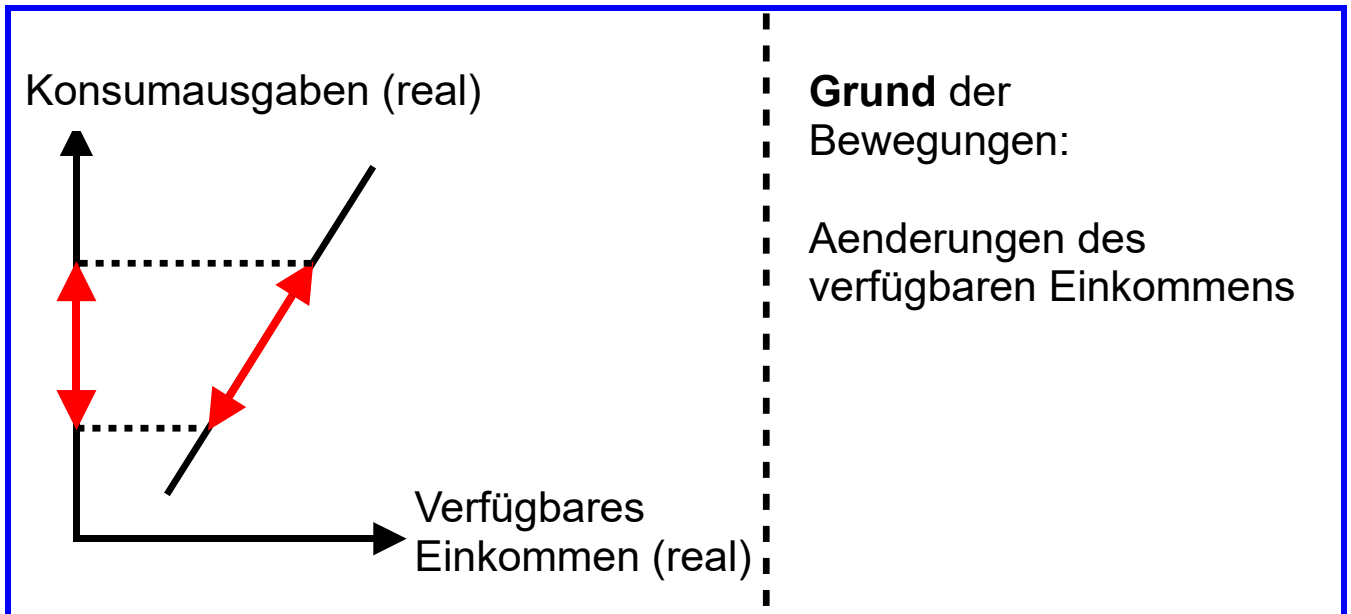 Konsumausgaben (real)
Verfügbares
Einkommen (real)
Grund der
Bewegungen:
Aenderungen des
verfügbaren Einkommens